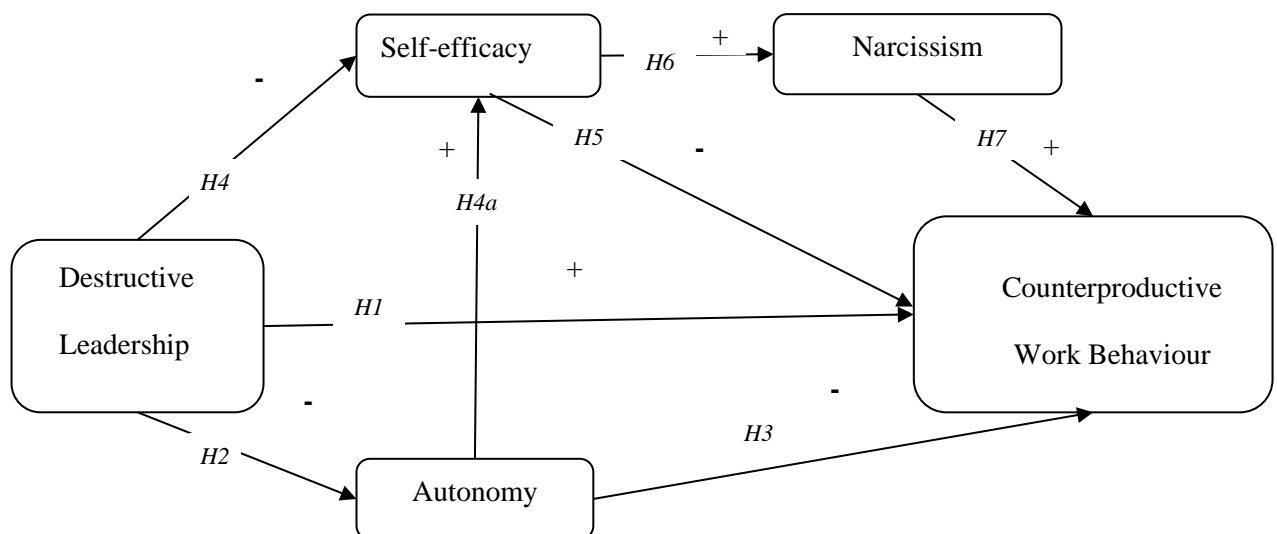 Self-efficacy
+
H6
Narcissism
-
H5
+
-
H7
+
H4
H4a
Destructive
Leadership
+
H1
Counterproductive
Work Behaviour
-
-
H2
H3
Autonomy